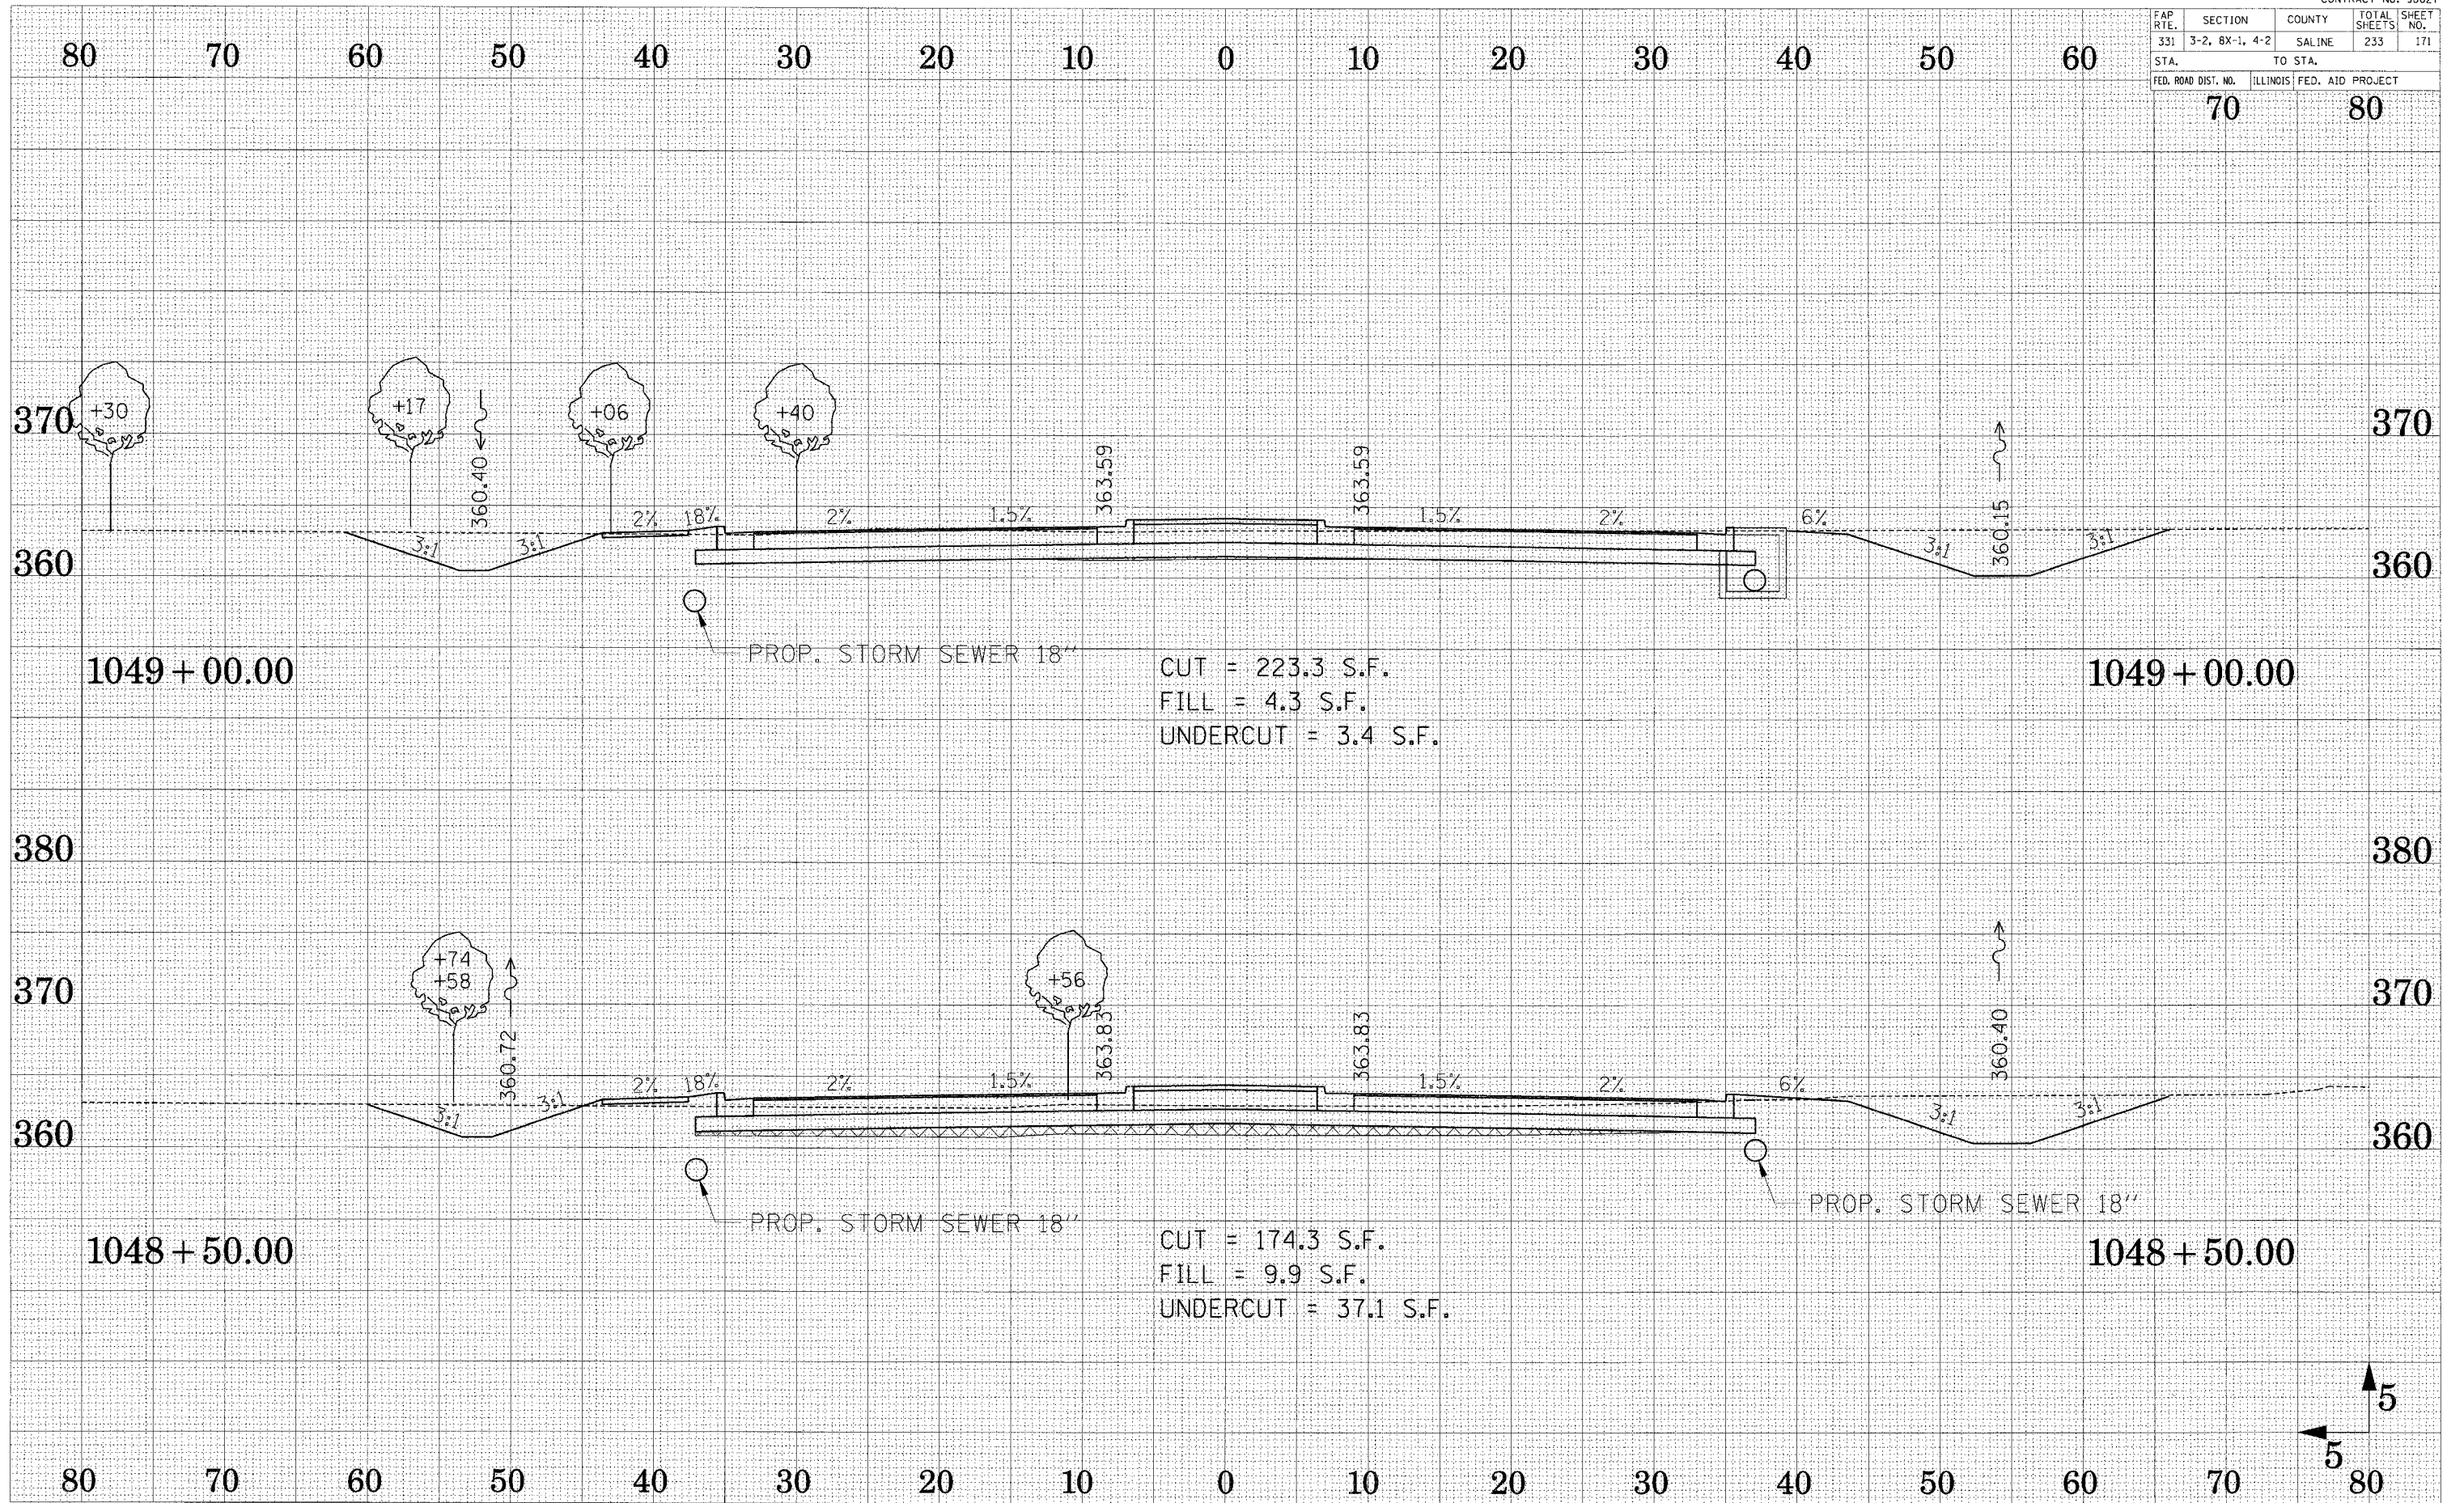 FAP RTE. SECTION COUNTY TOTAL SHEETS SHEET NO.
331 3-2, 8X-1, 4-2 SALINE 233 171
STA. TO STA.
FED. ROAD DIST. NO. ILLINOIS FED. AID PROJECT
80 70 60 50 40 30 20 10 0 10 20 30 40 50 60
70 80
+30 +17 +06 +40
370 370
360.40 363.59 363.59 360.15
2% 18% 2% 1.5% 1.5% 2% 6%
3:1 3:1 3:1 3:1
360 360
PROP. STORM SEWER 18"
1049+00.00 1049+00.00
CUT = 223.3 S.F.
FILL = 4.3 S.F.
UNDERCUT = 3.4 S.F.
380 380
+74
+58 +56
370 370
360.72 363.83 363.83 360.40
2% 18% 2% 1.5% 1.5% 2% 6%
3:1 3:1 3:1 3:1
360 360
PROP. STORM SEWER 18"
PROP. STORM SEWER 18"
1048+50.00 1048+50.00
CUT = 174.3 S.F.
FILL = 9.9 S.F.
UNDERCUT = 37.1 S.F.
5
5
80 70 60 50 40 30 20 10 0 10 20 30 40 50 60 70 80